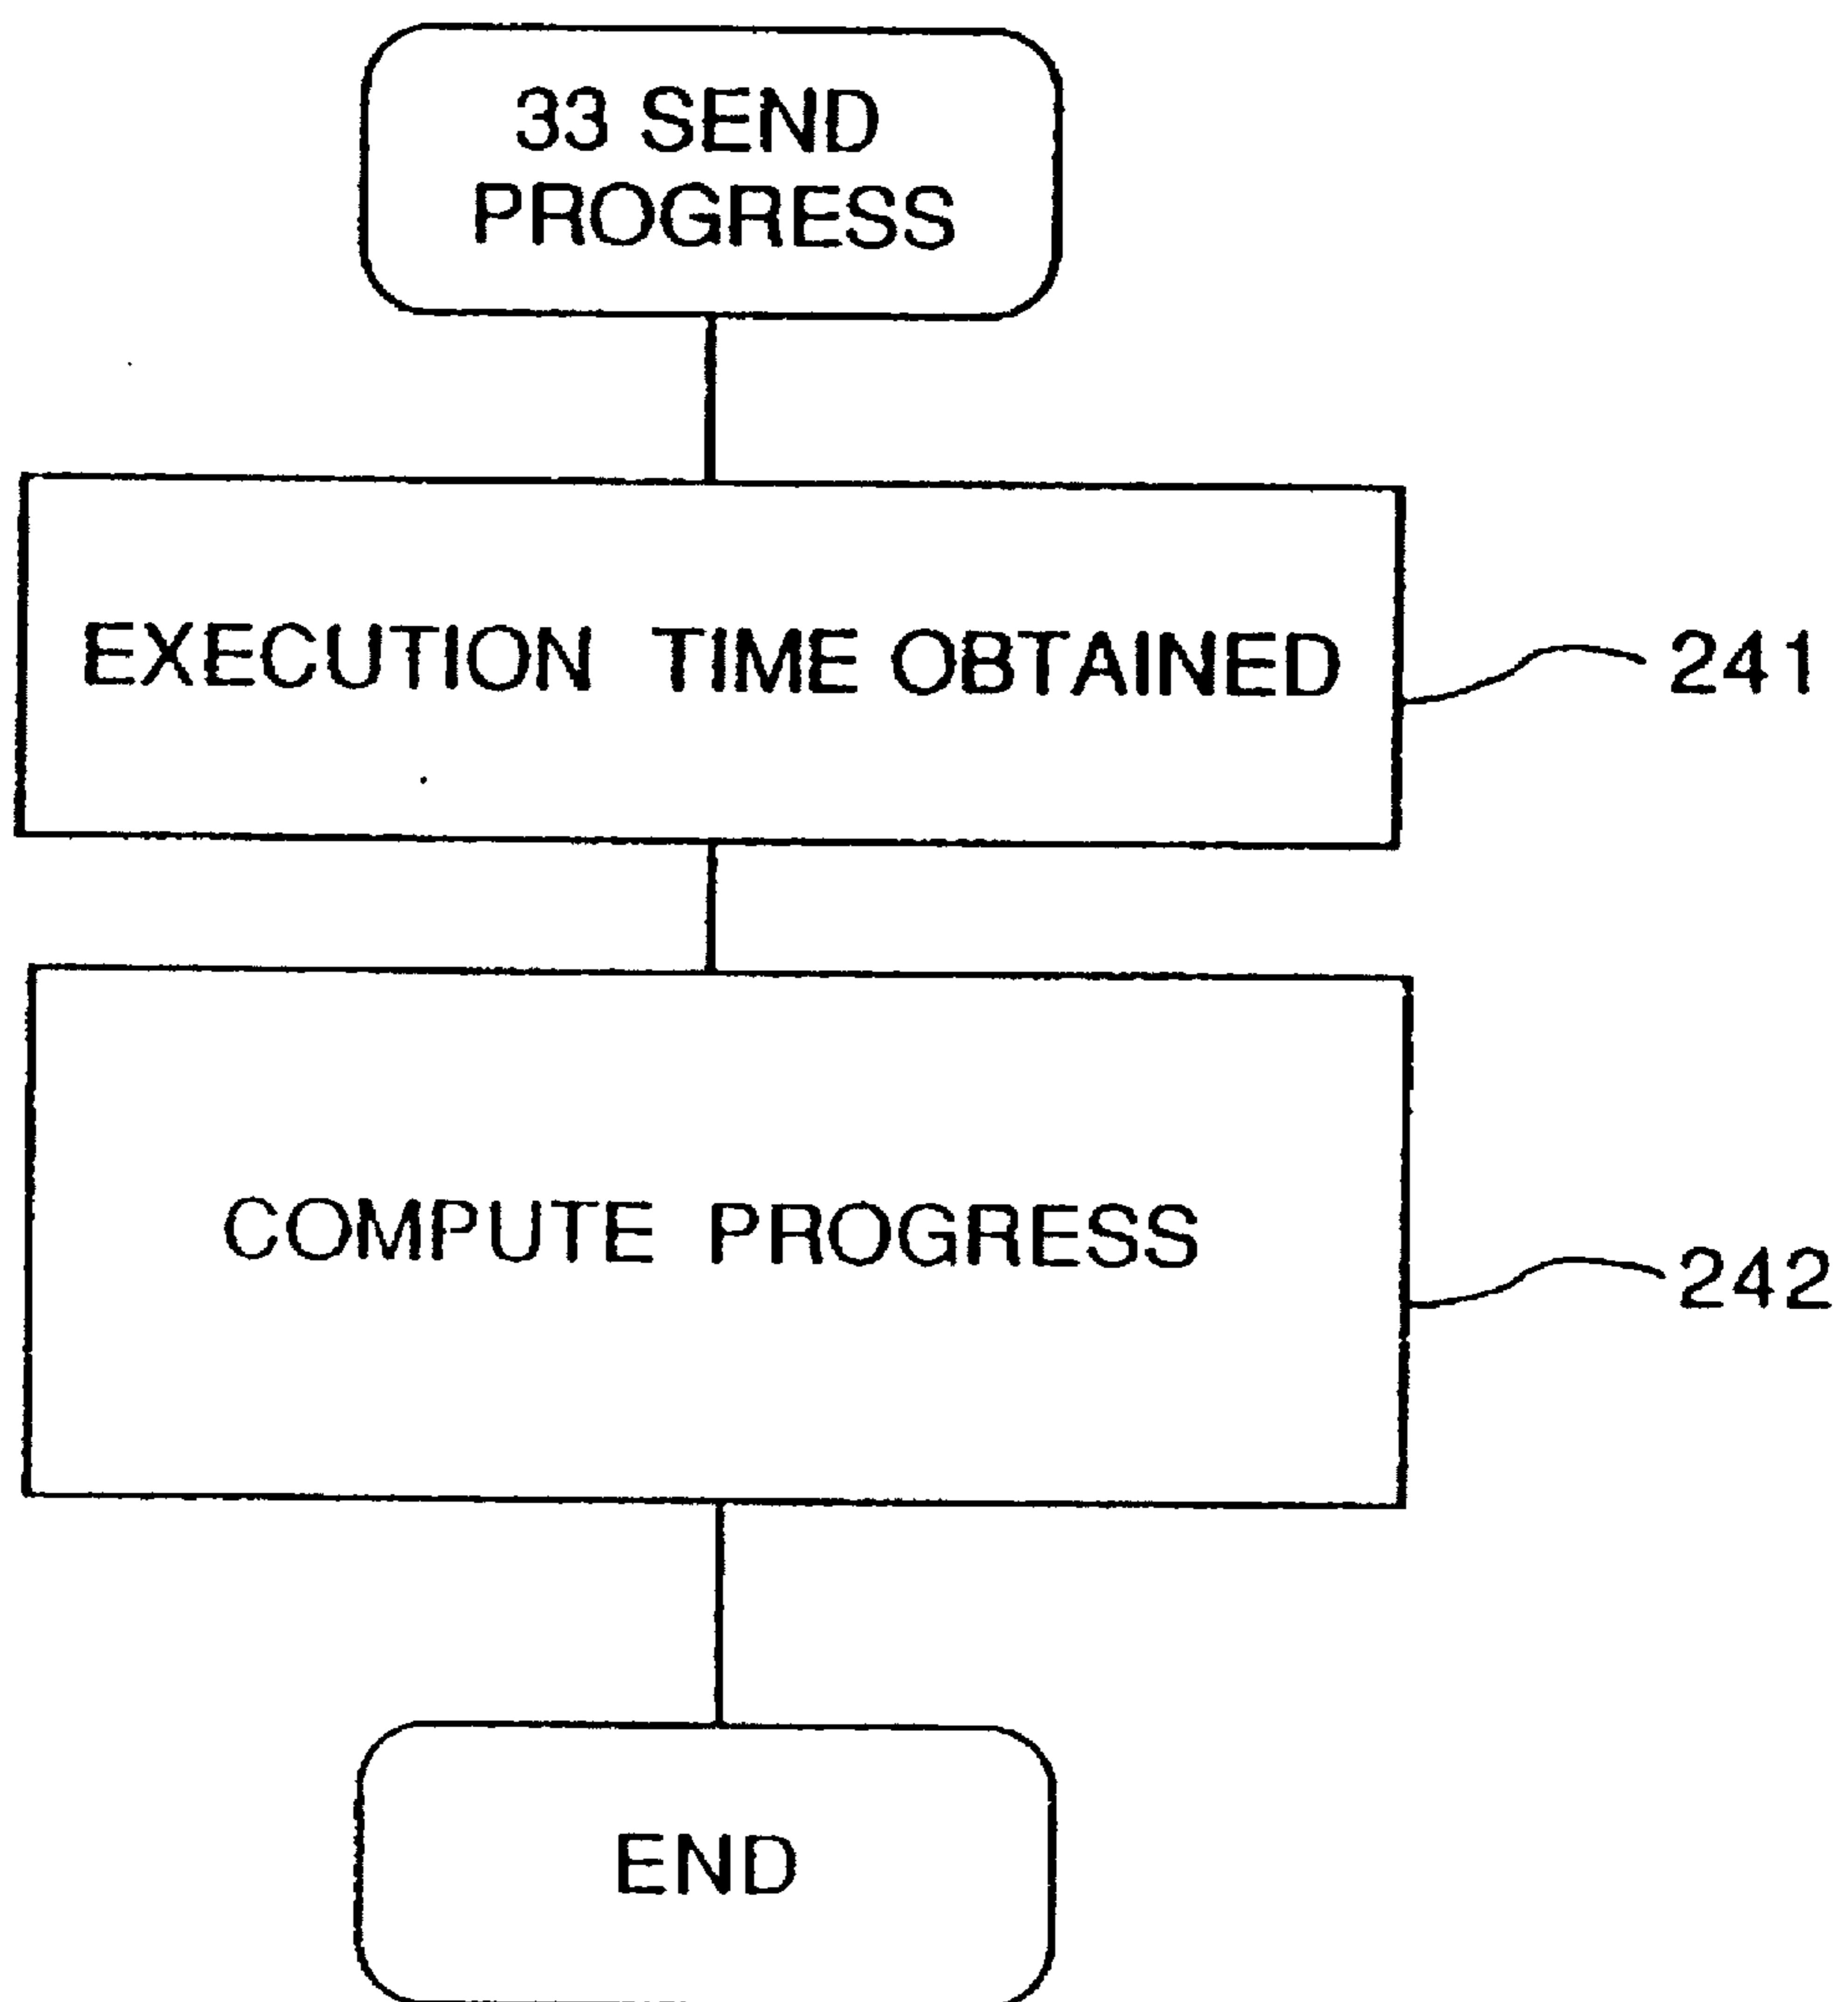 33 SEND
PROGRESS
EXECUTION TIME OBTAINED
241
COMPUTE PROGRESS
242
END